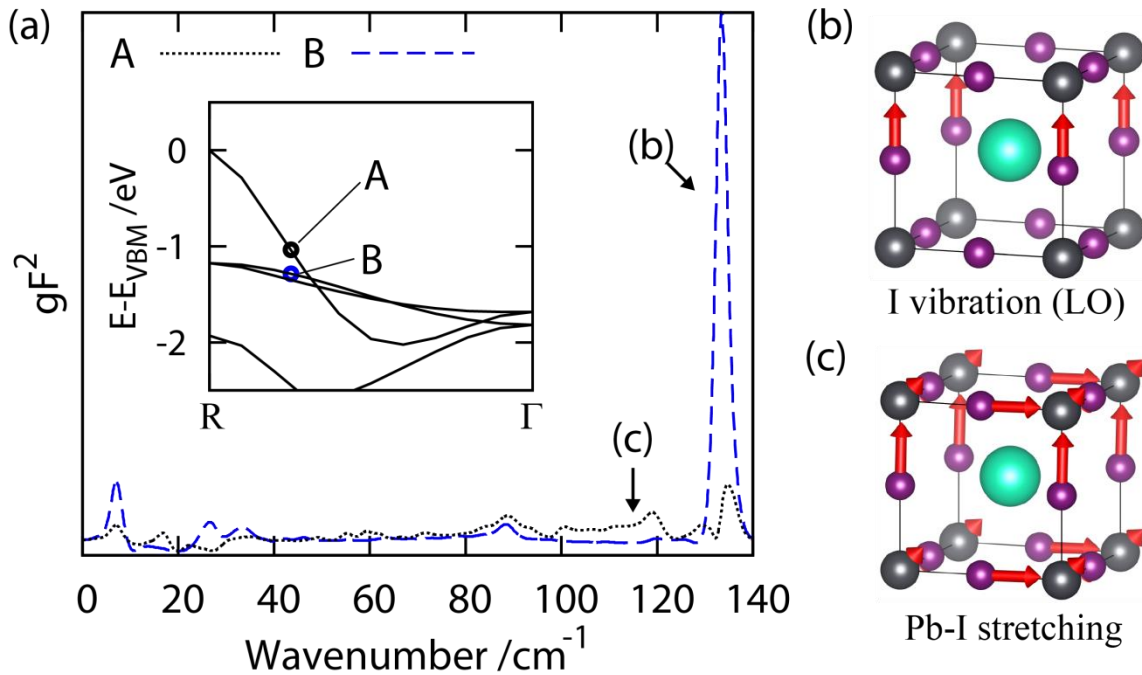 (a)
A B
gF²
(b)
(c)
E-E_VBM /eV
0
-1
-2
A
B
R Γ
0 20 40 60 80 100 120 140
Wavenumber /cm⁻¹
(b)
I vibration (LO)
(c)
Pb-I stretching